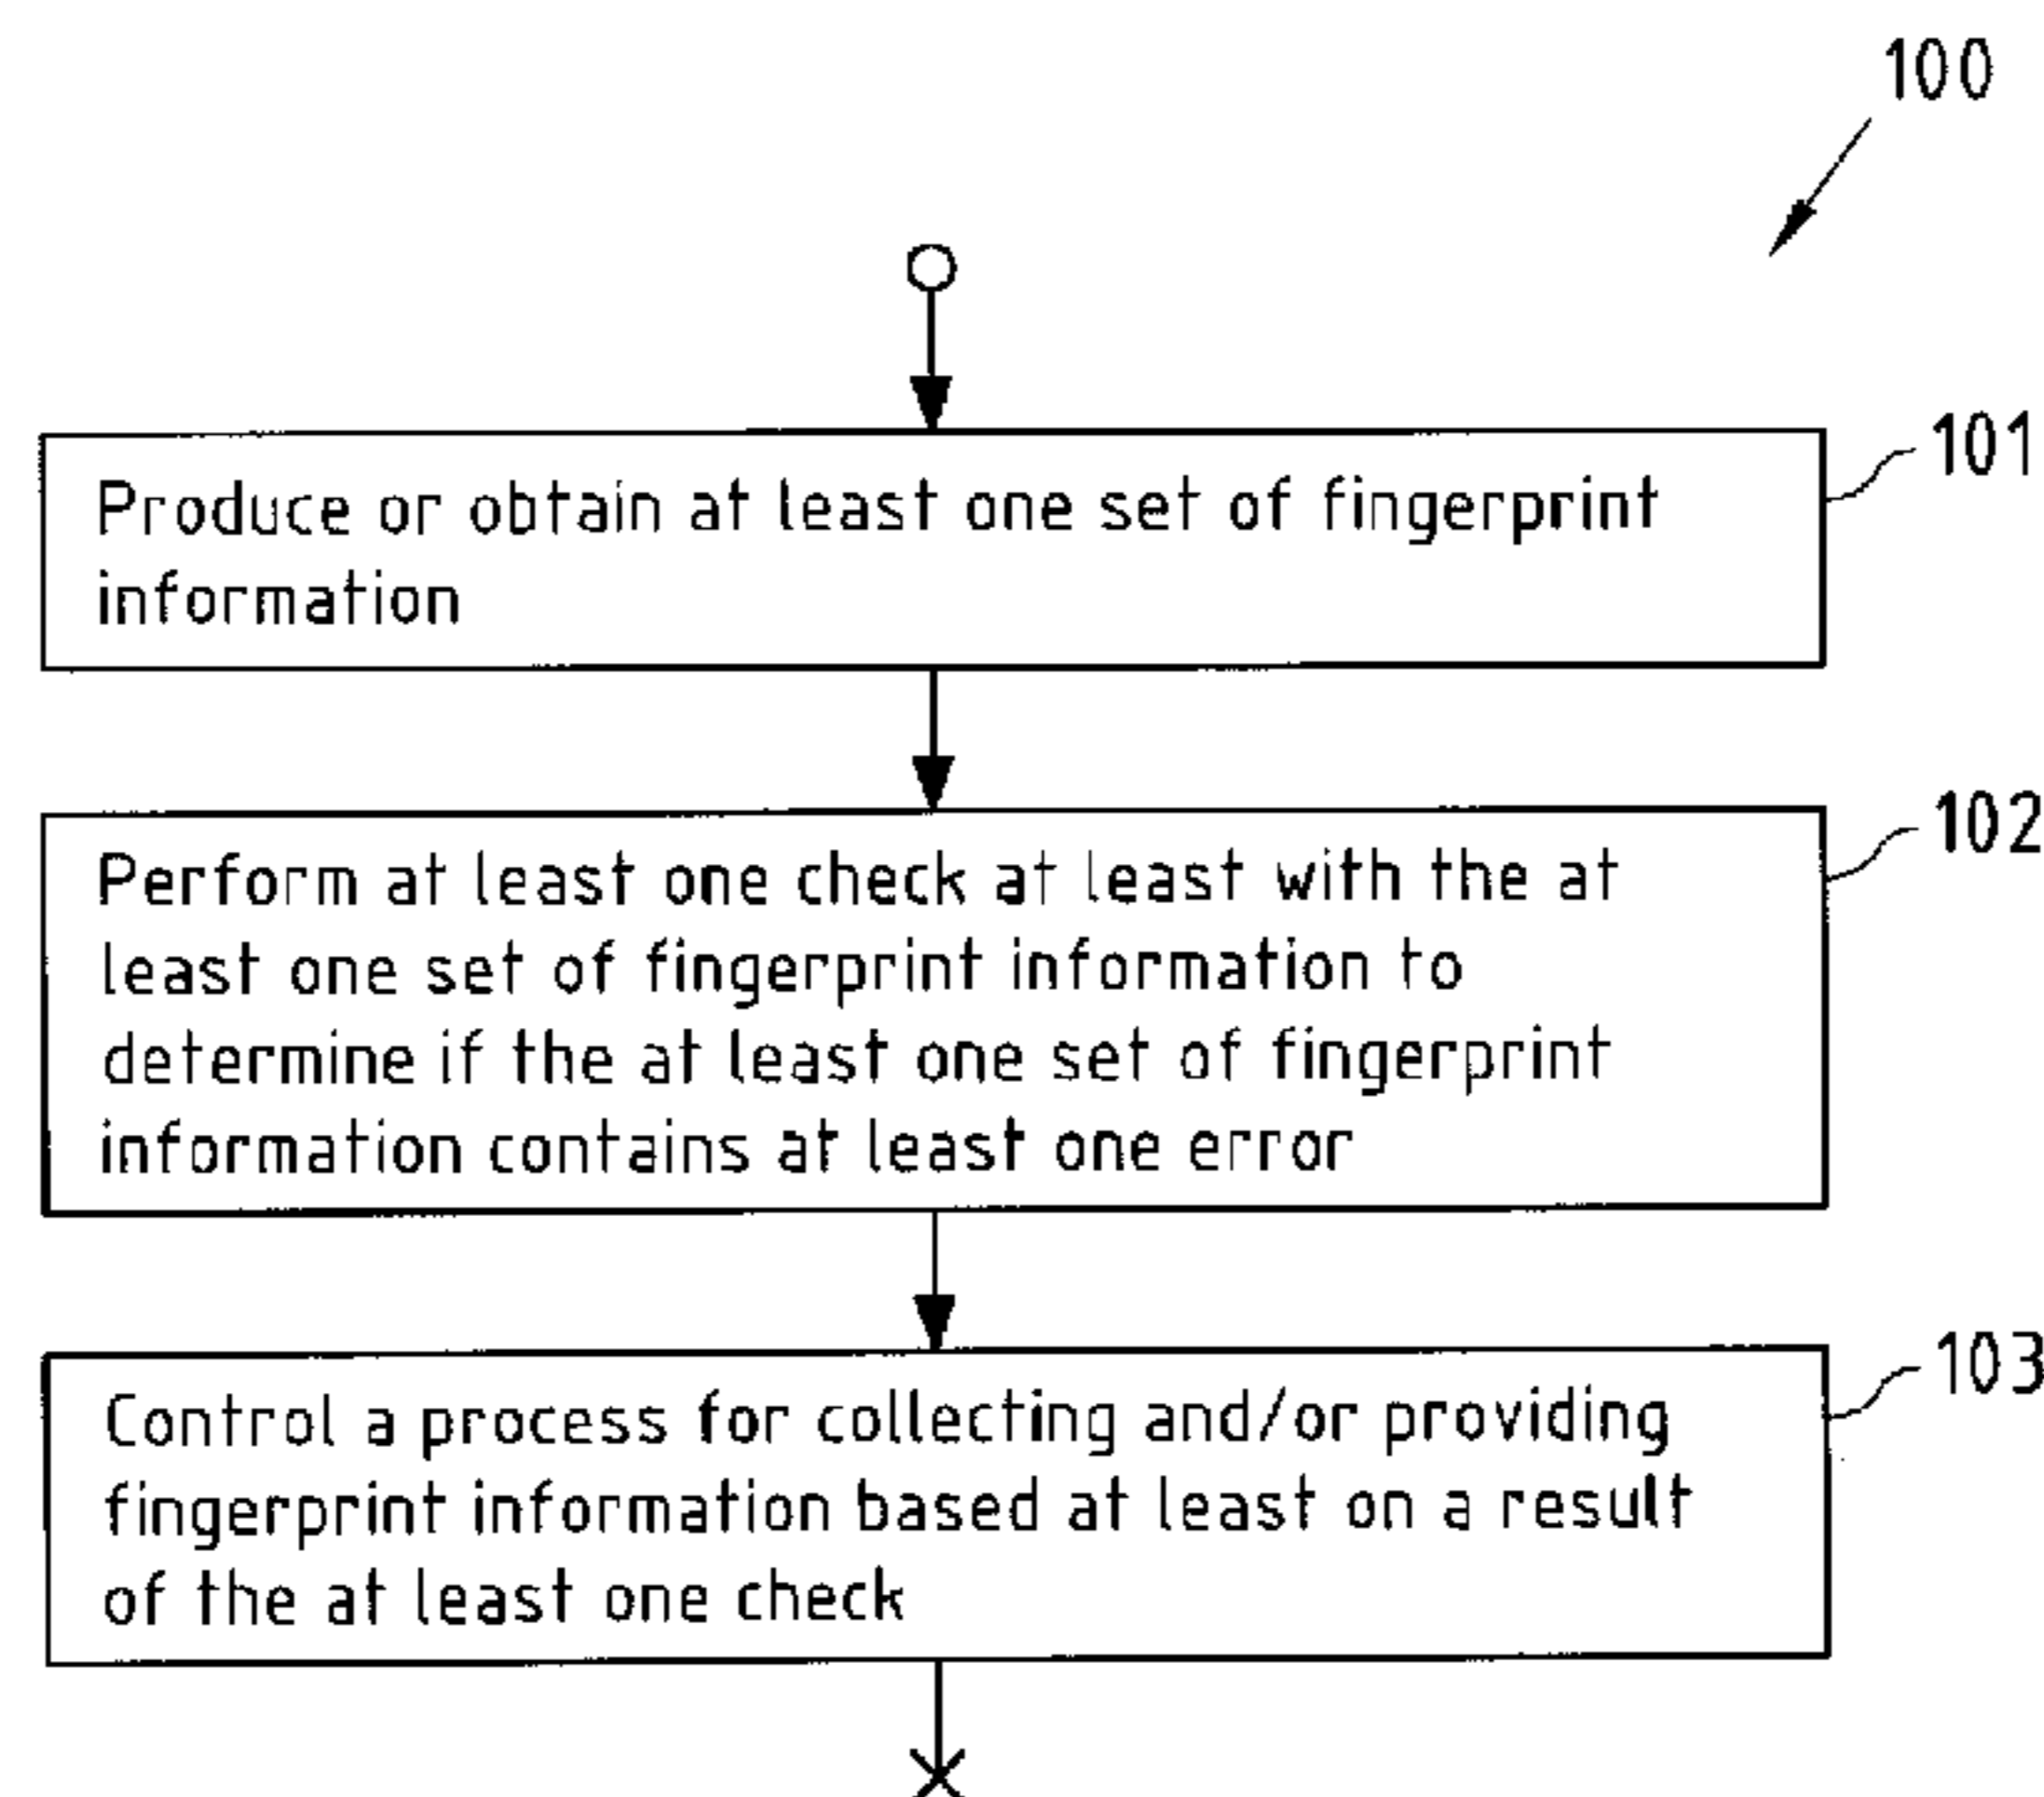 100
101
Produce or obtain at least one set of fingerprint
information
102
Perform at least one check at least with the at
least one set of fingerprint information to
determine if the at least one set of fingerprint
information contains at least one error
103
Control a process for collecting and/or providing
fingerprint information based at least on a result
of the at least one check